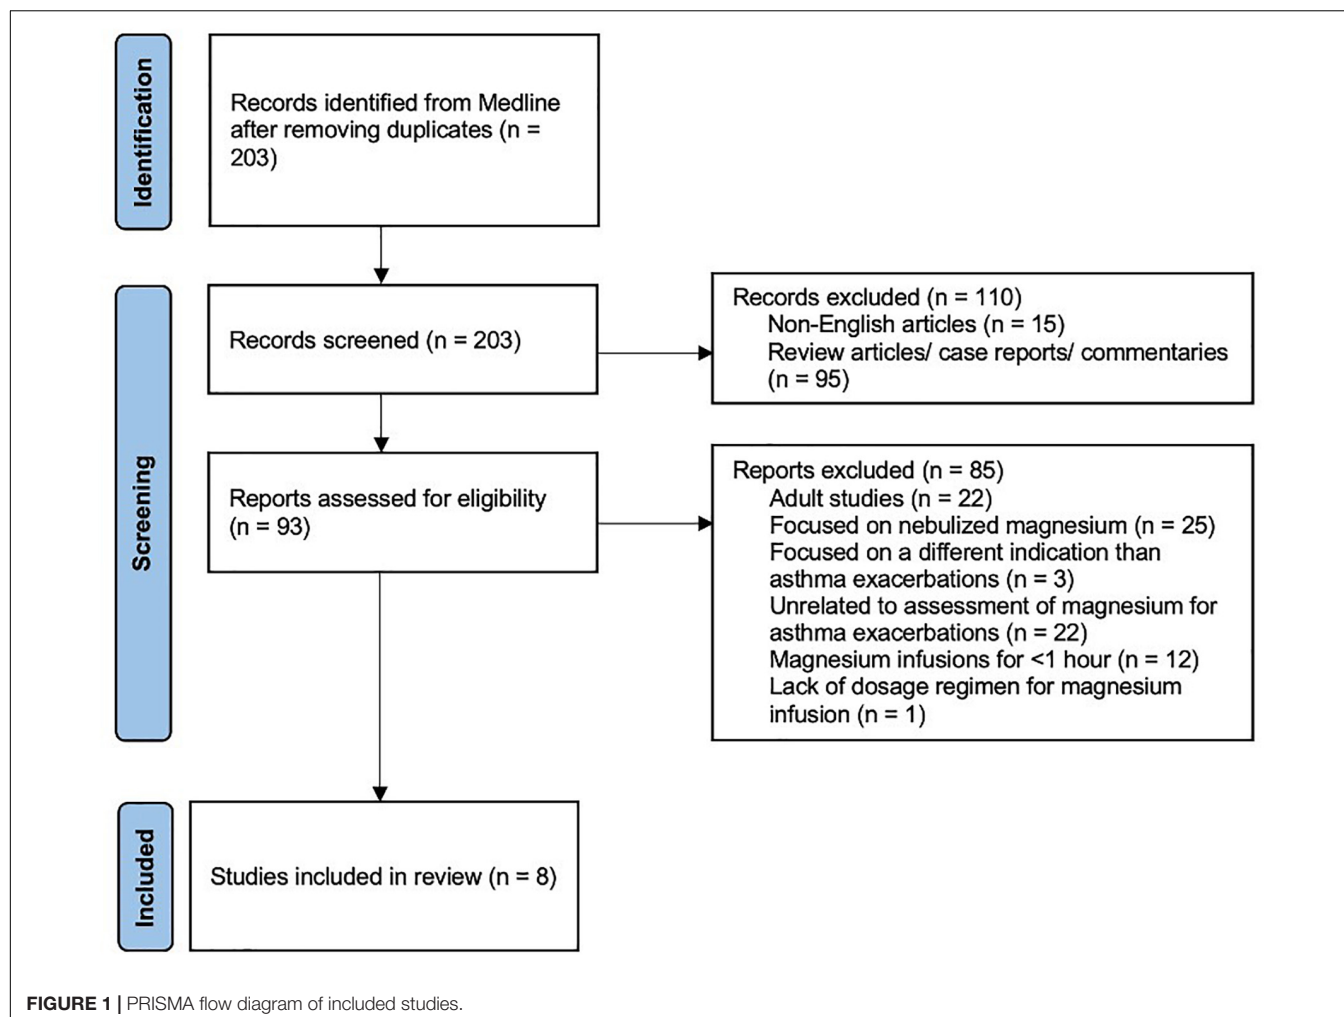 Identification
Records identified from Medline
after removing duplicates (n =
203)
Screening
Records screened (n = 203)
Records excluded (n = 110)
Non-English articles (n = 15)
Review articles/ case reports/ commentaries
(n = 95)
Reports assessed for eligibility
(n = 93)
Reports excluded (n = 85)
Adult studies (n = 22)
Focused on nebulized magnesium (n = 25)
Focused on a different indication than
asthma exacerbations (n = 3)
Unrelated to assessment of magnesium for
asthma exacerbations (n = 22)
Magnesium infusions for <1 hour (n = 12)
Lack of dosage regimen for magnesium
infusion (n = 1)
Included
Studies included in review (n = 8)
FIGURE 1 | PRISMA flow diagram of included studies.